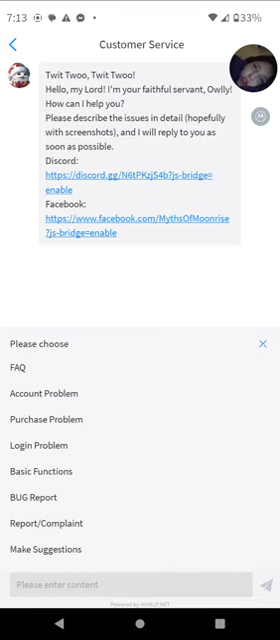 7:13
33%
Customer Service
Twit Twoo, Twit Twoo!
Hello, my Lord! I'm your faithful servant, Owlly!
How can I help you?
Please describe the issues in detail (hopefully
with screenshots), and I will reply to you as
soon as possible.
Discord:
https://discord.gg/N6tPKzjS4b?js-bridge=
enable
Facebook:
https://www.facebook.com/MythsOfMoonrise
?js-bridge=enable
M
Please choose
FAQ
Account Problem
Purchase Problem
Login Problem
Basic Functions
BUG Report
Report/Complaint
Make Suggestions
Please enter content
Powered by AIHELP.NET